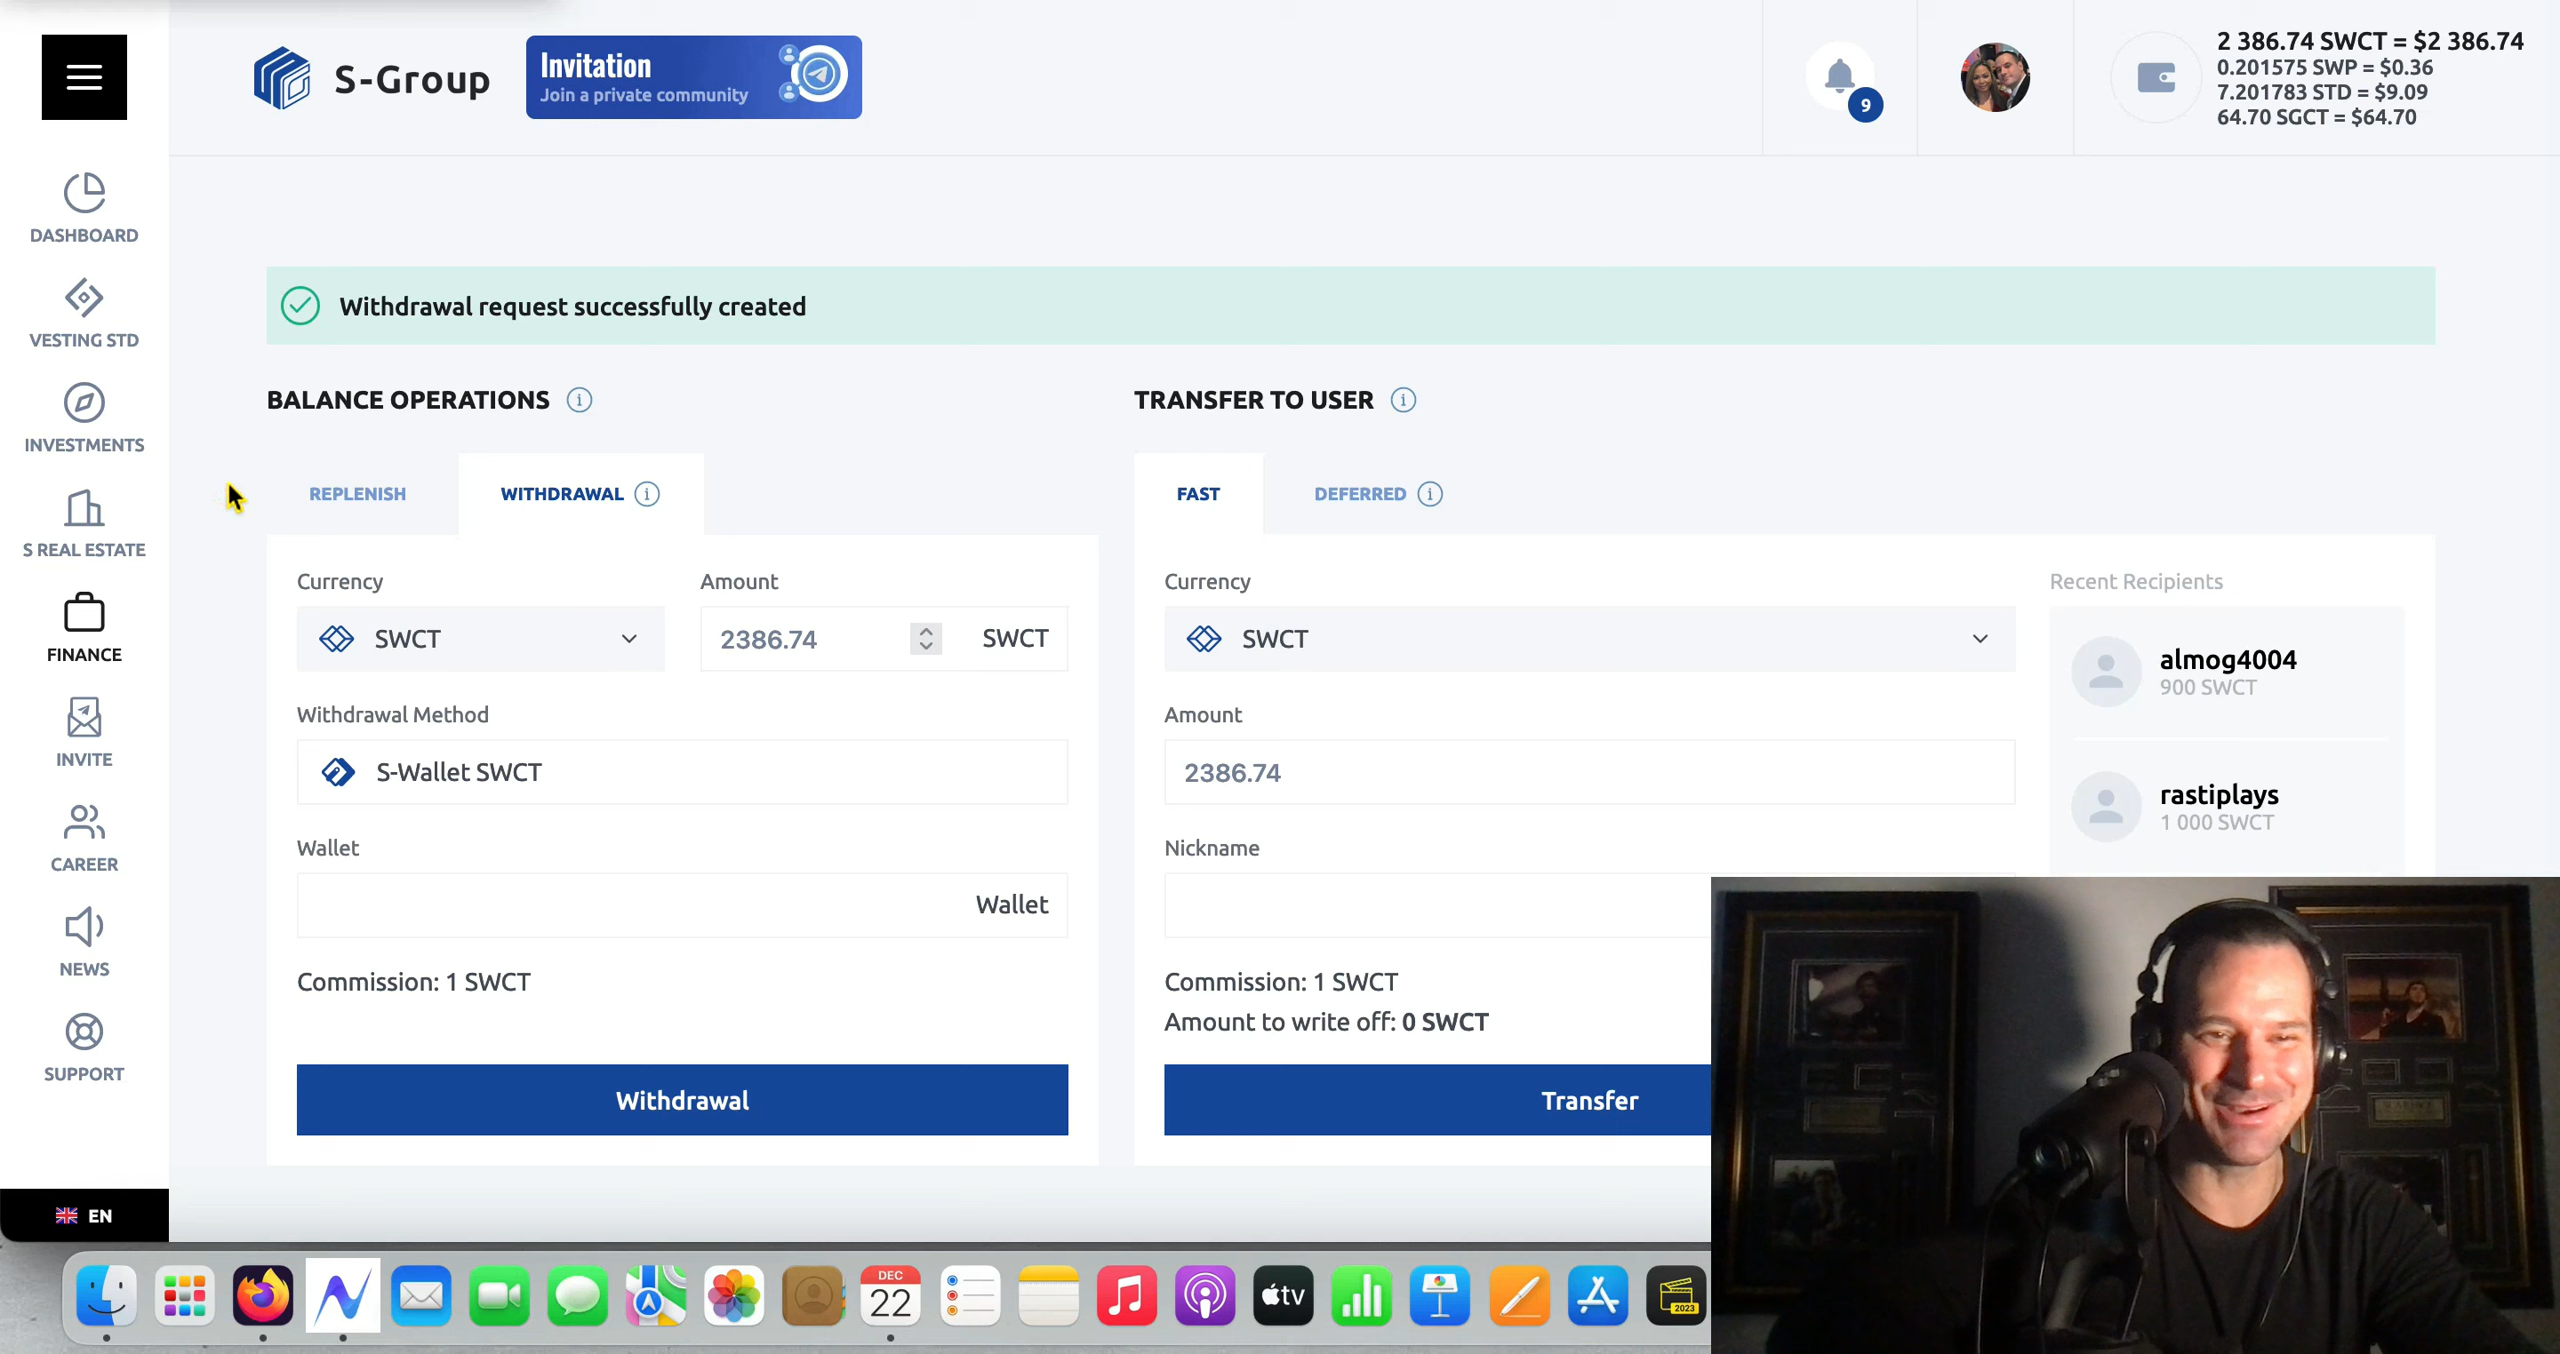 S-Group
Invitation
Join a private community
9
2 386.74 SWCT = $2 386.74
0.201575 SWP = $0.36
7.201783 STD = $9.09
64.70 SGCT = $64.70
DASHBOARD
VESTING STD
INVESTMENTS
S REAL ESTATE
FINANCE
INVITE
CAREER
NEWS
SUPPORT
EN
Withdrawal request successfully created
BALANCE OPERATIONS
REPLENISH
WITHDRAWAL
Currency
Amount
SWCT
2386.74
SWCT
Withdrawal Method
S-Wallet SWCT
Wallet
Wallet
Commission: 1 SWCT
Withdrawal
TRANSFER TO USER
FAST
DEFERRED
Currency
SWCT
Amount
2386.74
Nickname
Commission: 1 SWCT
Amount to write off: 0 SWCT
Transfer
Recent Recipients
almog4004
900 SWCT
rastiplays
1 000 SWCT
DEC
22
tv
2023